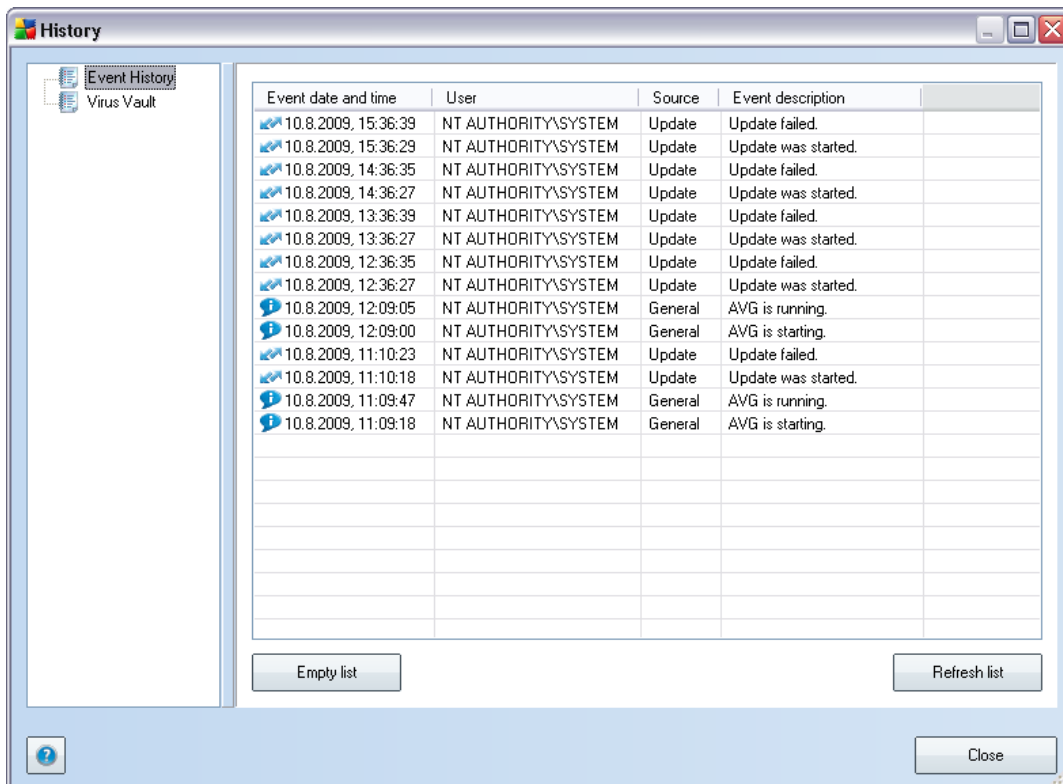 History
Event History
Virus Vault
Event date and time User Source Event description
10.8.2009, 15:36:39 NT AUTHORITY\SYSTEM Update Update failed.
10.8.2009, 15:36:29 NT AUTHORITY\SYSTEM Update Update was started.
10.8.2009, 14:36:35 NT AUTHORITY\SYSTEM Update Update failed.
10.8.2009, 14:36:27 NT AUTHORITY\SYSTEM Update Update was started.
10.8.2009, 13:36:39 NT AUTHORITY\SYSTEM Update Update failed.
10.8.2009, 13:36:27 NT AUTHORITY\SYSTEM Update Update was started.
10.8.2009, 12:36:35 NT AUTHORITY\SYSTEM Update Update failed.
10.8.2009, 12:36:27 NT AUTHORITY\SYSTEM Update Update was started.
10.8.2009, 12:09:05 NT AUTHORITY\SYSTEM General AVG is running.
10.8.2009, 12:09:00 NT AUTHORITY\SYSTEM General AVG is starting.
10.8.2009, 11:10:23 NT AUTHORITY\SYSTEM Update Update failed.
10.8.2009, 11:10:18 NT AUTHORITY\SYSTEM Update Update was started.
10.8.2009, 11:09:47 NT AUTHORITY\SYSTEM General AVG is running.
10.8.2009, 11:09:18 NT AUTHORITY\SYSTEM General AVG is starting.
Empty list Refresh list
Close